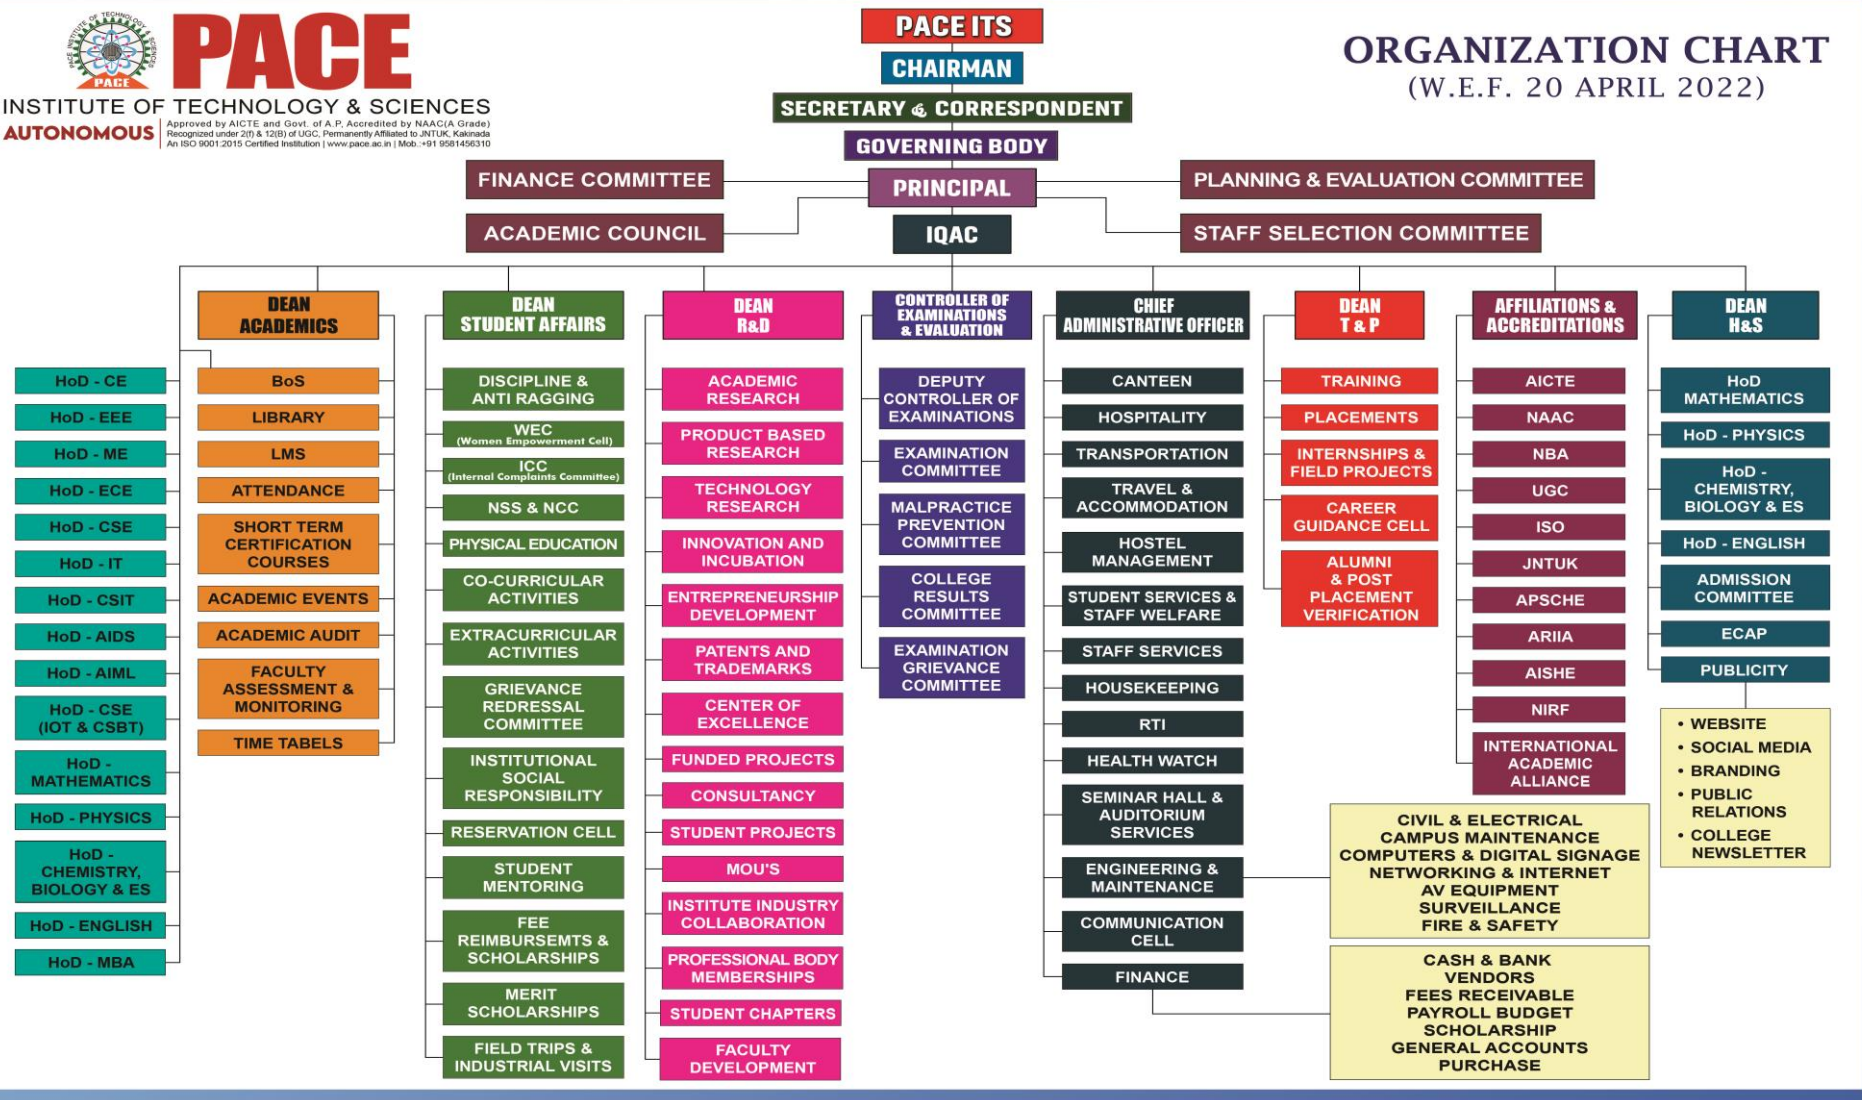 PACE INSTITUTE OF TECHNOLOGY & SCIENCES
PACE
PACE
INSTITUTE OF TECHNOLOGY & SCIENCES
AUTONOMOUS
Approved by AICTE and Govt. of A.P, Accredited by NAAC(A Grade)
Recognized under 2(f) & 12(B) of UGC, Permanently Affiliated to JNTUK, Kakinada
An ISO 9001:2015 Certified Institution | www.pace.ac.in | Mob.:+91 9581456310
ORGANIZATION CHART
(W.E.F. 20 APRIL 2022)
PACE ITS
CHAIRMAN
SECRETARY & CORRESPONDENT
GOVERNING BODY
FINANCE COMMITTEE
PRINCIPAL
PLANNING & EVALUATION COMMITTEE
ACADEMIC COUNCIL
IQAC
STAFF SELECTION COMMITTEE
HoD - CE
HoD - EEE
HoD - ME
HoD - ECE
HoD - CSE
HoD - IT
HoD - CSIT
HoD - AIDS
HoD - AIML
HoD - CSE
(IOT & CSBT)
HoD -
MATHEMATICS
HoD - PHYSICS
HoD -
CHEMISTRY,
BIOLOGY & ES
HoD - ENGLISH
HoD - MBA
DEAN
ACADEMICS
BoS
LIBRARY
LMS
ATTENDANCE
SHORT TERM
CERTIFICATION
COURSES
ACADEMIC EVENTS
ACADEMIC AUDIT
FACULTY
ASSESSMENT &
MONITORING
TIME TABELS
DEAN
STUDENT AFFAIRS
DISCIPLINE &
ANTI RAGGING
WEC
(Women Empowerment Cell)
ICC
(Internal Complaints Committee)
NSS & NCC
PHYSICAL EDUCATION
CO-CURRICULAR
ACTIVITIES
EXTRACURRICULAR
ACTIVITIES
GRIEVANCE
REDRESSAL
COMMITTEE
INSTITUTIONAL
SOCIAL
RESPONSIBILITY
RESERVATION CELL
STUDENT
MENTORING
FEE
REIMBURSEMTS &
SCHOLARSHIPS
MERIT
SCHOLARSHIPS
FIELD TRIPS &
INDUSTRIAL VISITS
DEAN
R&D
ACADEMIC
RESEARCH
PRODUCT BASED
RESEARCH
TECHNOLOGY
RESEARCH
INNOVATION AND
INCUBATION
ENTREPRENEURSHIP
DEVELOPMENT
PATENTS AND
TRADEMARKS
CENTER OF
EXCELLENCE
FUNDED PROJECTS
CONSULTANCY
STUDENT PROJECTS
MOU'S
INSTITUTE INDUSTRY
COLLABORATION
PROFESSIONAL BODY
MEMBERSHIPS
STUDENT CHAPTERS
FACULTY
DEVELOPMENT
CONTROLLER OF
EXAMINATIONS
& EVALUATION
DEPUTY
CONTROLLER OF
EXAMINATIONS
EXAMINATION
COMMITTEE
MALPRACTICE
PREVENTION
COMMITTEE
COLLEGE
RESULTS
COMMITTEE
EXAMINATION
GRIEVANCE
COMMITTEE
CHIEF
ADMINISTRATIVE OFFICER
CANTEEN
HOSPITALITY
TRANSPORTATION
TRAVEL &
ACCOMMODATION
HOSTEL
MANAGEMENT
STUDENT SERVICES &
STAFF WELFARE
STAFF SERVICES
HOUSEKEEPING
RTI
HEALTH WATCH
SEMINAR HALL &
AUDITORIUM
SERVICES
ENGINEERING &
MAINTENANCE
COMMUNICATION
CELL
FINANCE
DEAN
T & P
TRAINING
PLACEMENTS
INTERNSHIPS &
FIELD PROJECTS
CAREER
GUIDANCE CELL
ALUMNI
& POST
PLACEMENT
VERIFICATION
CIVIL & ELECTRICAL
CAMPUS MAINTENANCE
COMPUTERS & DIGITAL SIGNAGE
NETWORKING & INTERNET
AV EQUIPMENT
SURVEILLANCE
FIRE & SAFETY
CASH & BANK
VENDORS
FEES RECEIVABLE
PAYROLL BUDGET
SCHOLARSHIP
GENERAL ACCOUNTS
PURCHASE
AFFILIATIONS &
ACCREDITATIONS
AICTE
NAAC
NBA
UGC
ISO
JNTUK
APSCHE
ARIIA
AISHE
NIRF
INTERNATIONAL
ACADEMIC
ALLIANCE
DEAN
H&S
HoD
MATHEMATICS
HoD - PHYSICS
HoD -
CHEMISTRY,
BIOLOGY & ES
HoD - ENGLISH
ADMISSION
COMMITTEE
ECAP
PUBLICITY
• WEBSITE
• SOCIAL MEDIA
• BRANDING
• PUBLIC
RELATIONS
• COLLEGE
NEWSLETTER